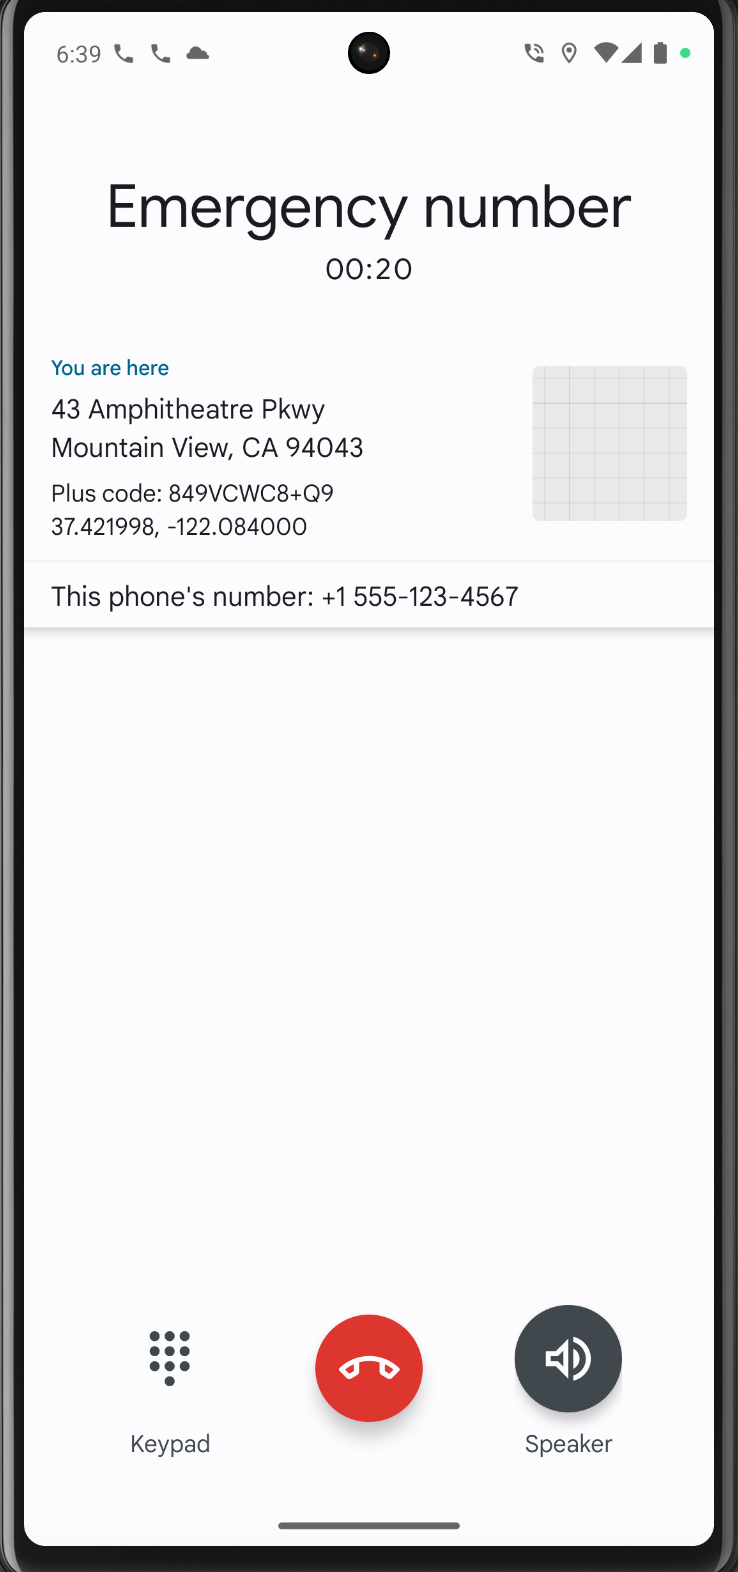 6:39
Emergency number
00:20
You are here
43 Amphitheatre Pkwy
Mountain View, CA 94043
Plus code: 849VCWC8+Q9
37.421998, -122.084000
This phone's number: +1 555-123-4567
Keypad
Speaker